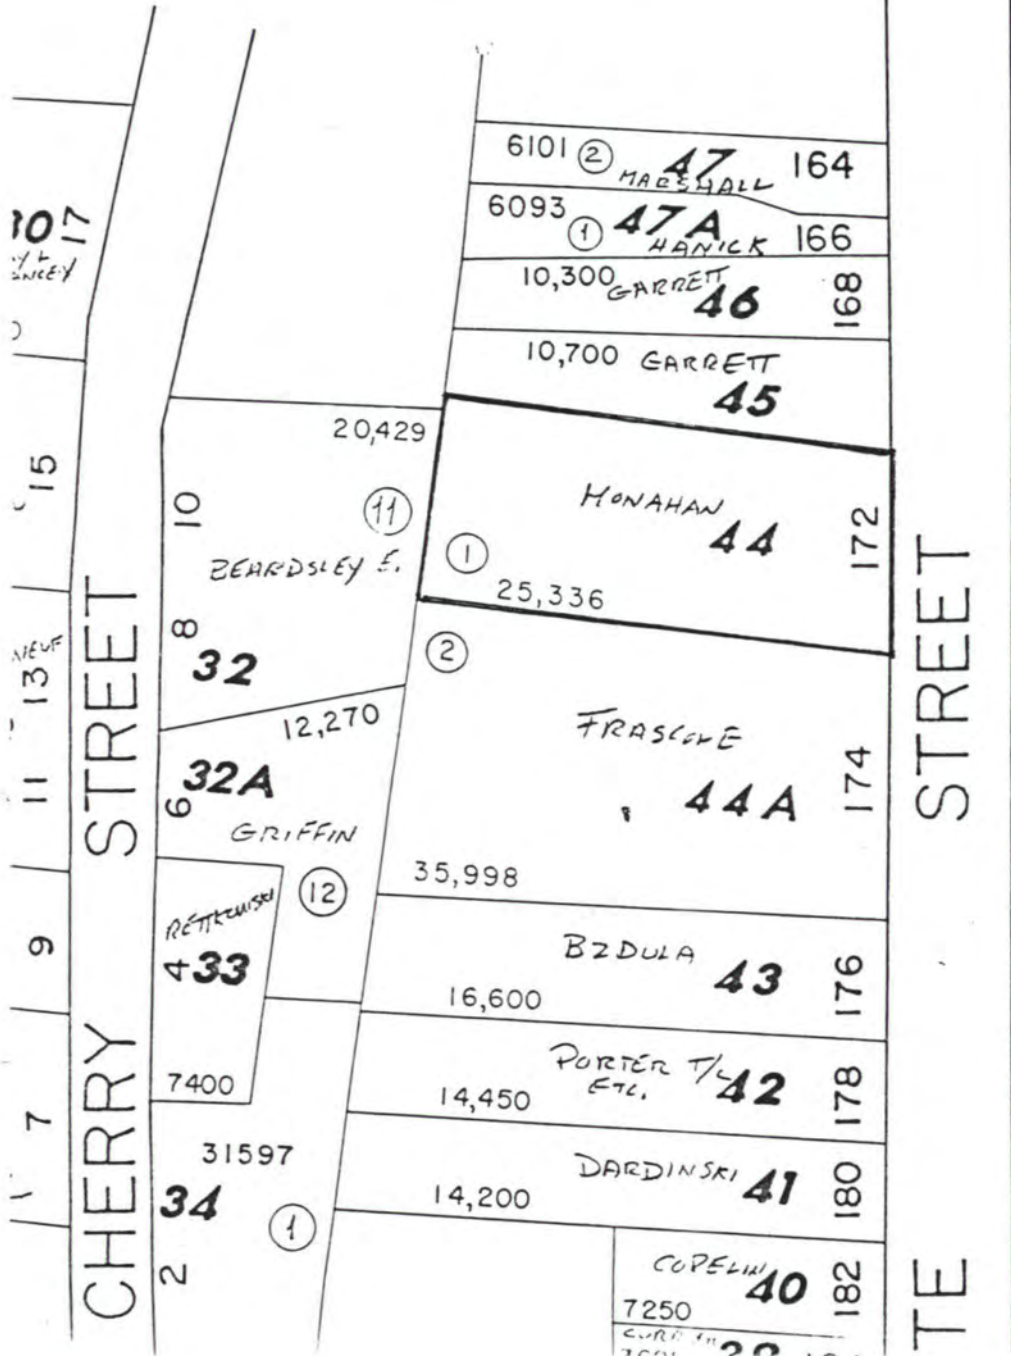 6101 ② 47 164
MARSHALL
6093 ① 47A 166
HANICK
10,300 GARRETT 46 168
10,700 GARRETT
45
MONAHAN
44 172
①
25,336
②
FRASCONE
44A 174
35,998
BZDULA 43 176
16,600
PORTER T/C
ETC. 42 178
14,450
DARDINSKI 41 180
14,200
COPELIN
40 182
7250
STREET
TE
20,429
10
⑪
BEARDSLEY E.
8
32
12,270
32A
6
GRIFFIN
⑫
4 33
7400
31597
34
①
2
CHERRY STREET
17
15
13
11
9
7